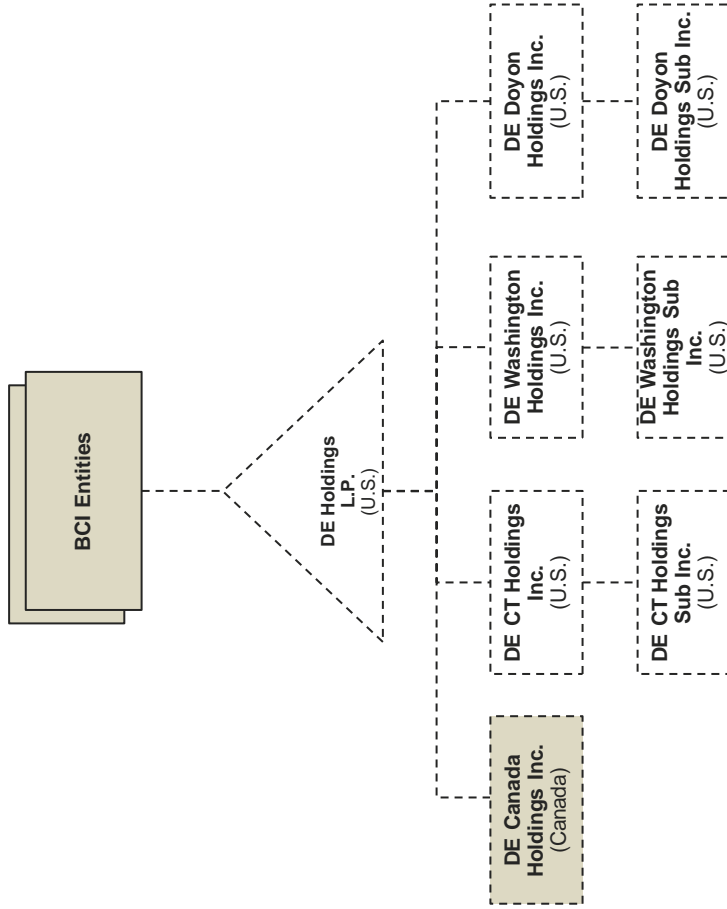 BCI Entities
DE Holdings
L.P.
(U.S.)
DE Canada
Holdings Inc.
(Canada)
DE CT Holdings
Inc.
(U.S.)
DE Washington
Holdings Inc.
(U.S.)
DE Doyon
Holdings Inc.
(U.S.)
DE CT Holdings
Sub Inc.
(U.S.)
DE Washington
Holdings Sub
Inc.
(U.S.)
DE Doyon
Holdings Sub Inc.
(U.S.)